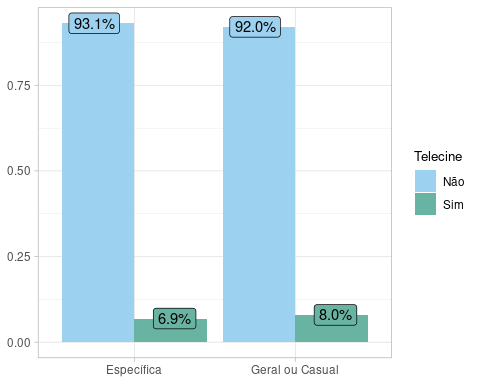 93.1%
92.0%
0.75
0.50
0.25
0.00
6.9%
8.0%
Específica
Geral ou Casual
Telecine
Não
Sim